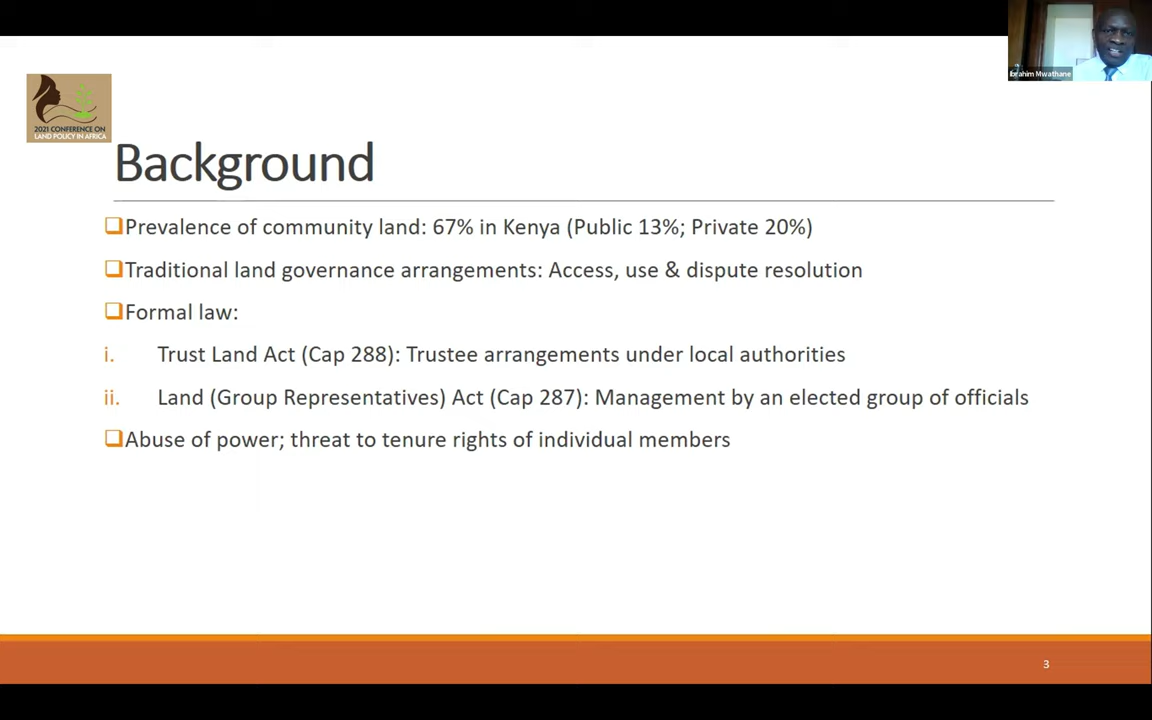 Ibrahim Mwathane
2021 CONFERENCE ON
LAND POLICY IN AFRICA
Background
Prevalence of community land: 67% in Kenya (Public 13%; Private 20%)
Traditional land governance arrangements: Access, use & dispute resolution
Formal law:
i. Trust Land Act (Cap 288): Trustee arrangements under local authorities
ii. Land (Group Representatives) Act (Cap 287): Management by an elected group of officials
Abuse of power; threat to tenure rights of individual members
3